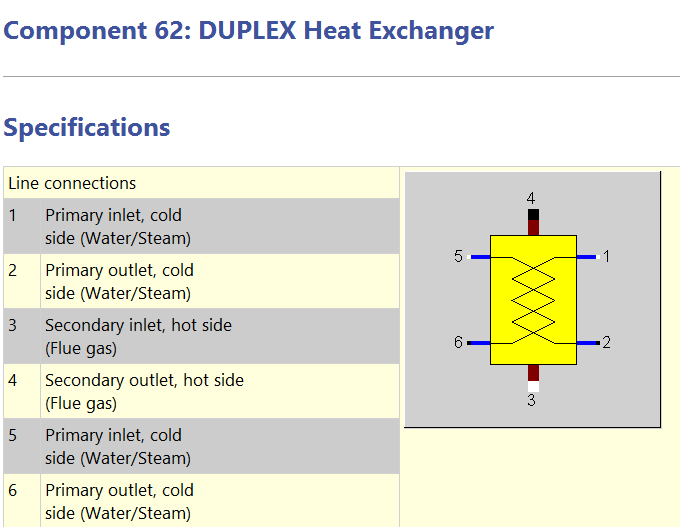 Component 62: DUPLEX Heat Exchanger
Specifications
Line connections
1 Primary inlet, cold
side (Water/Steam)
2 Primary outlet, cold
side (Water/Steam)
3 Secondary inlet, hot side
(Flue gas)
4 Secondary outlet, hot side
(Flue gas)
5 Primary inlet, cold
side (Water/Steam)
6 Primary outlet, cold
side (Water/Steam)
4
5 1
6 2
3